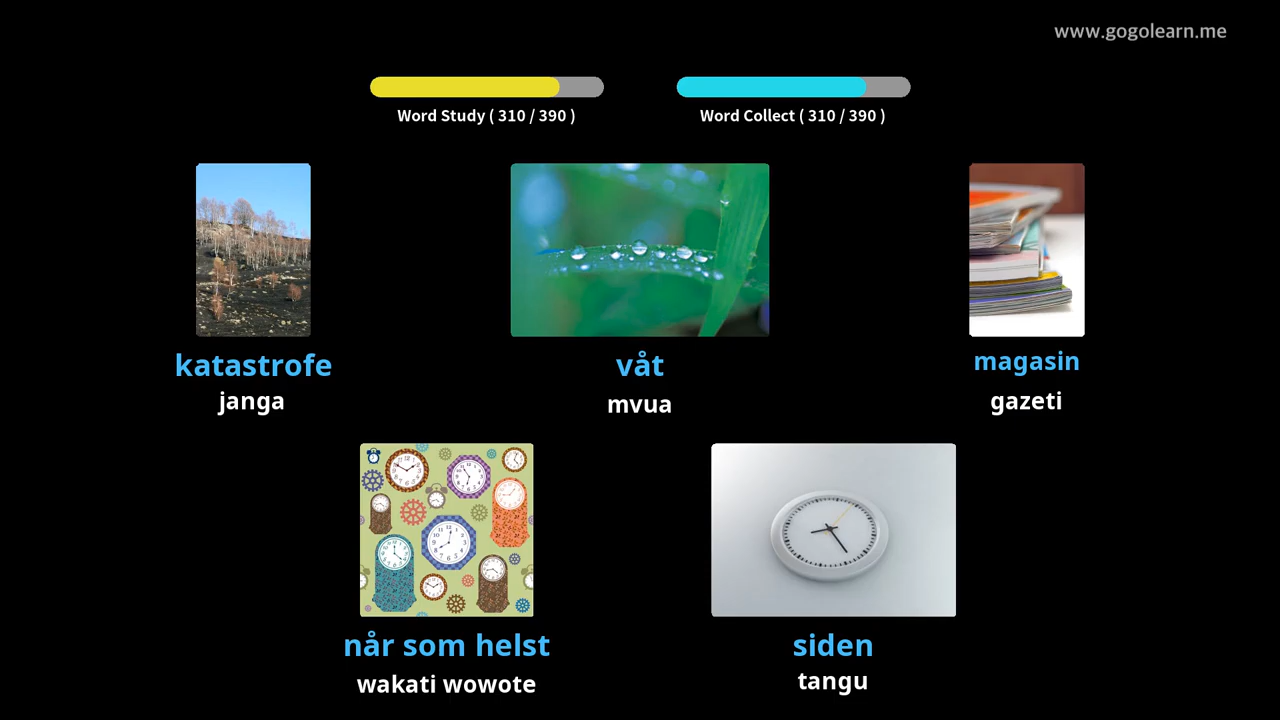 www.gogolearn.me
Word Study ( 310 / 390 )
Word Collect ( 310 / 390 )
katastrofe
janga
våt
mvua
magasin
gazeti
når som helst
wakati wowote
siden
tangu